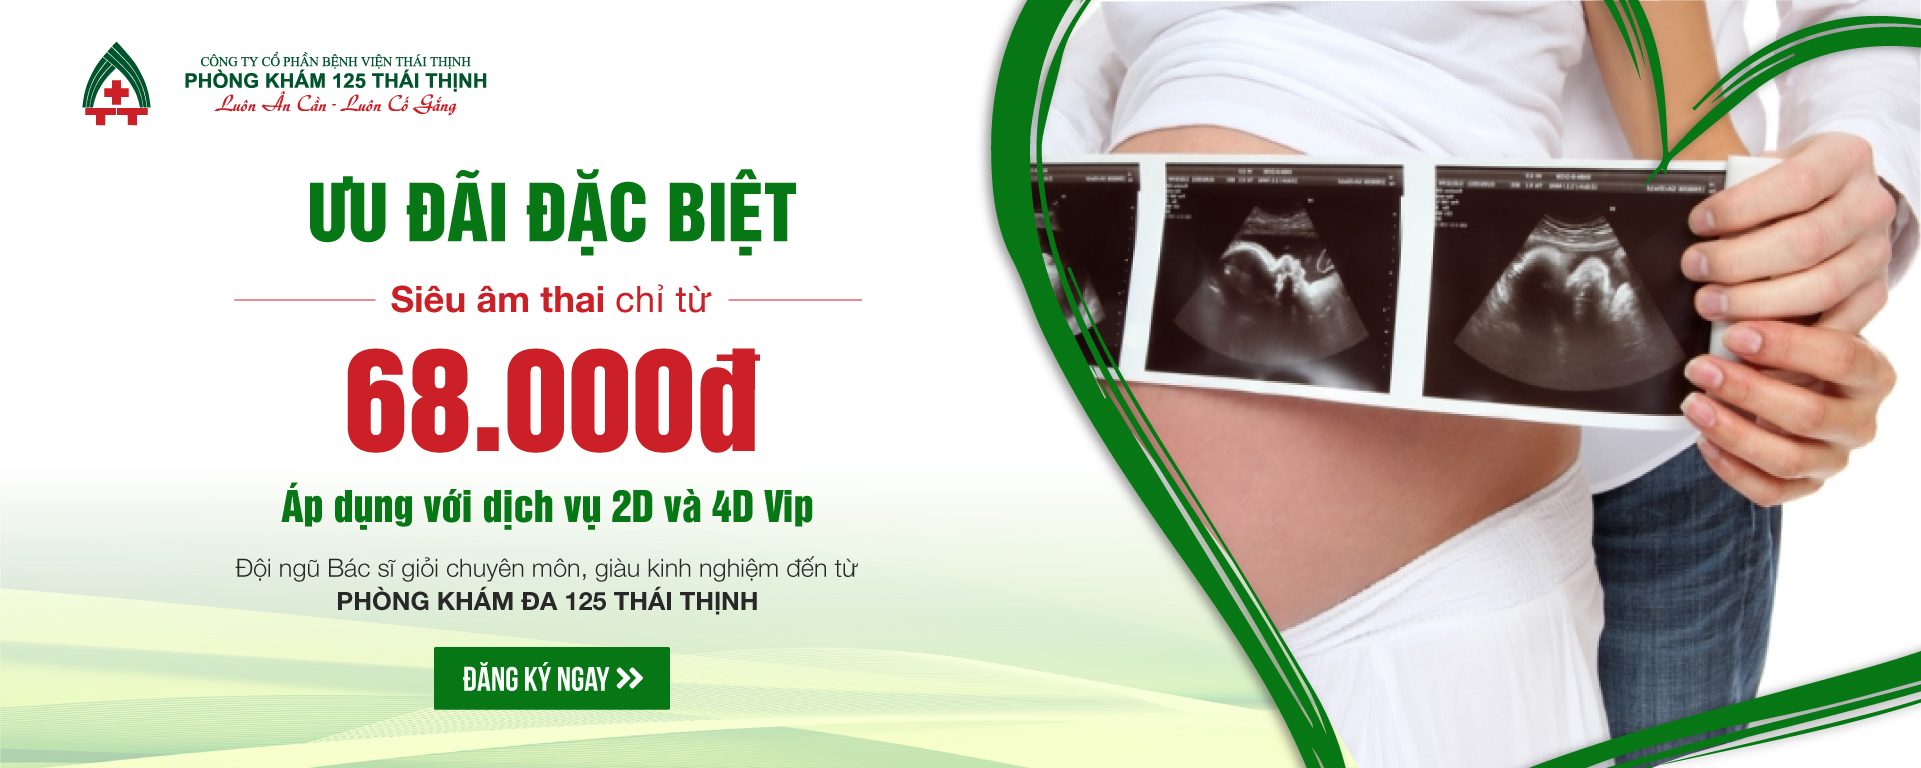 CÔNG TY CỔ PHẦN BỆNH VIỆN THÁI THỊNH
PHÒNG KHÁM 125 THÁI THỊNH
Luôn Ân Cần - Luôn Cố Gắng
ƯU ĐÃI ĐẶC BIỆT
Siêu âm thai chỉ từ
68.000đ
Áp dụng với dịch vụ 2D và 4D Vip
Đội ngũ Bác sĩ giỏi chuyên môn, giàu kinh nghiệm đến từ
PHÒNG KHÁM ĐA 125 THÁI THỊNH
ĐĂNG KÝ NGAY >>